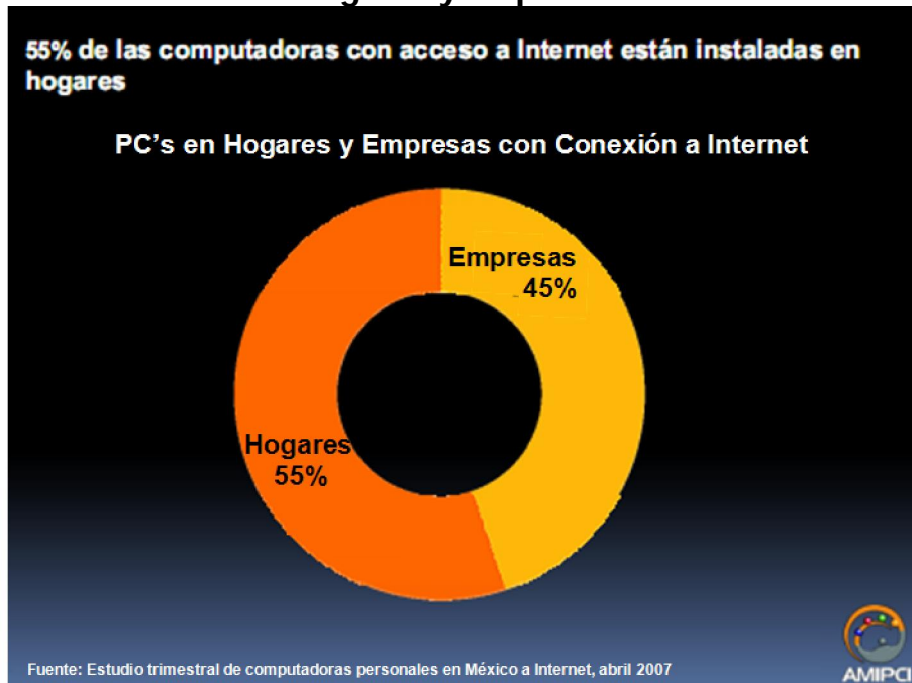 55% de las computadoras con acceso a Internet están instaladas en
hogares
PC's en Hogares y Empresas con Conexión a Internet
Empresas
45%
Hogares
55%
Fuente: Estudio trimestral de computadoras personales en México a Internet, abril 2007
AMIPCI